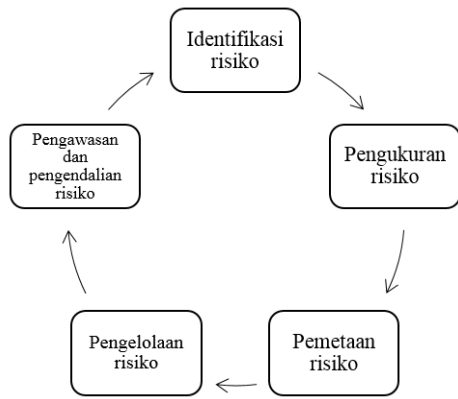 Identifikasi
risiko
Pengukuran
risiko
Pemetaan
risiko
Pengelolaan
risiko
Pengawasan
dan
pengendalian
risiko